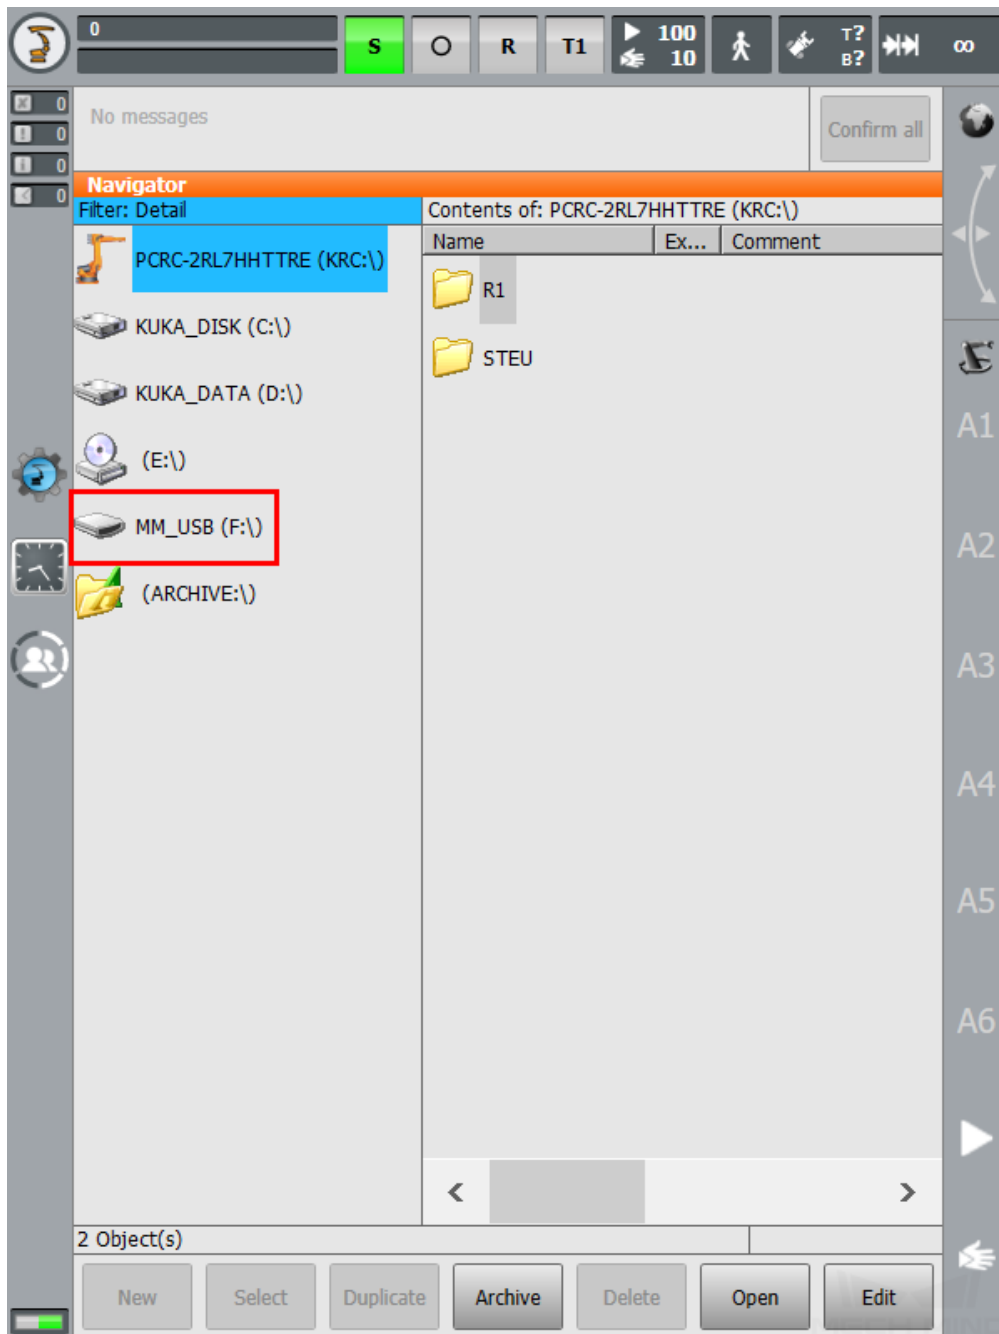 0
S O R T1 100 10 T? B? ∞
0
0
0
0
No messages
Confirm all
Navigator
Filter: Detail
Contents of: PCRC-2RL7HHTTRE (KRC:\)
Name Ex... Comment
PCRC-2RL7HHTTRE (KRC:\)
KUKA_DISK (C:\)
KUKA_DATA (D:\)
(E:\)
MM_USB (F:\)
(ARCHIVE:\)
R1
STEU
A1
A2
A3
A4
A5
A6
2 Object(s)
New Select Duplicate Archive Delete Open Edit